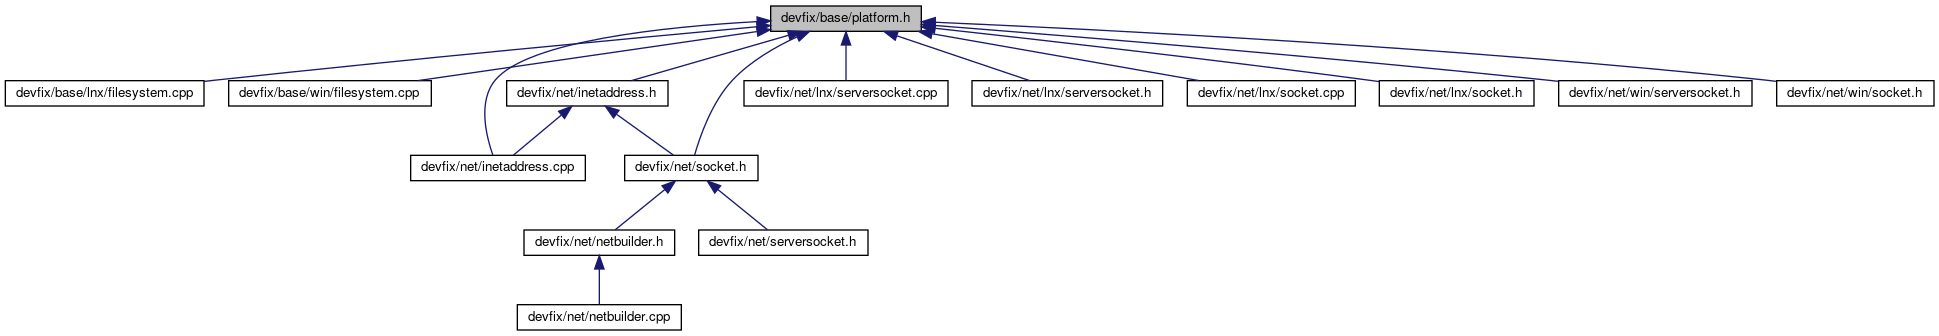 devfix/base/platform.h
devfix/base/lnx/filesystem.cpp
devfix/base/win/filesystem.cpp
devfix/net/inetaddress.h
devfix/net/lnx/serversocket.cpp
devfix/net/lnx/serversocket.h
devfix/net/lnx/socket.cpp
devfix/net/lnx/socket.h
devfix/net/win/serversocket.h
devfix/net/win/socket.h
devfix/net/inetaddress.cpp
devfix/net/socket.h
devfix/net/netbuilder.h
devfix/net/serversocket.h
devfix/net/netbuilder.cpp